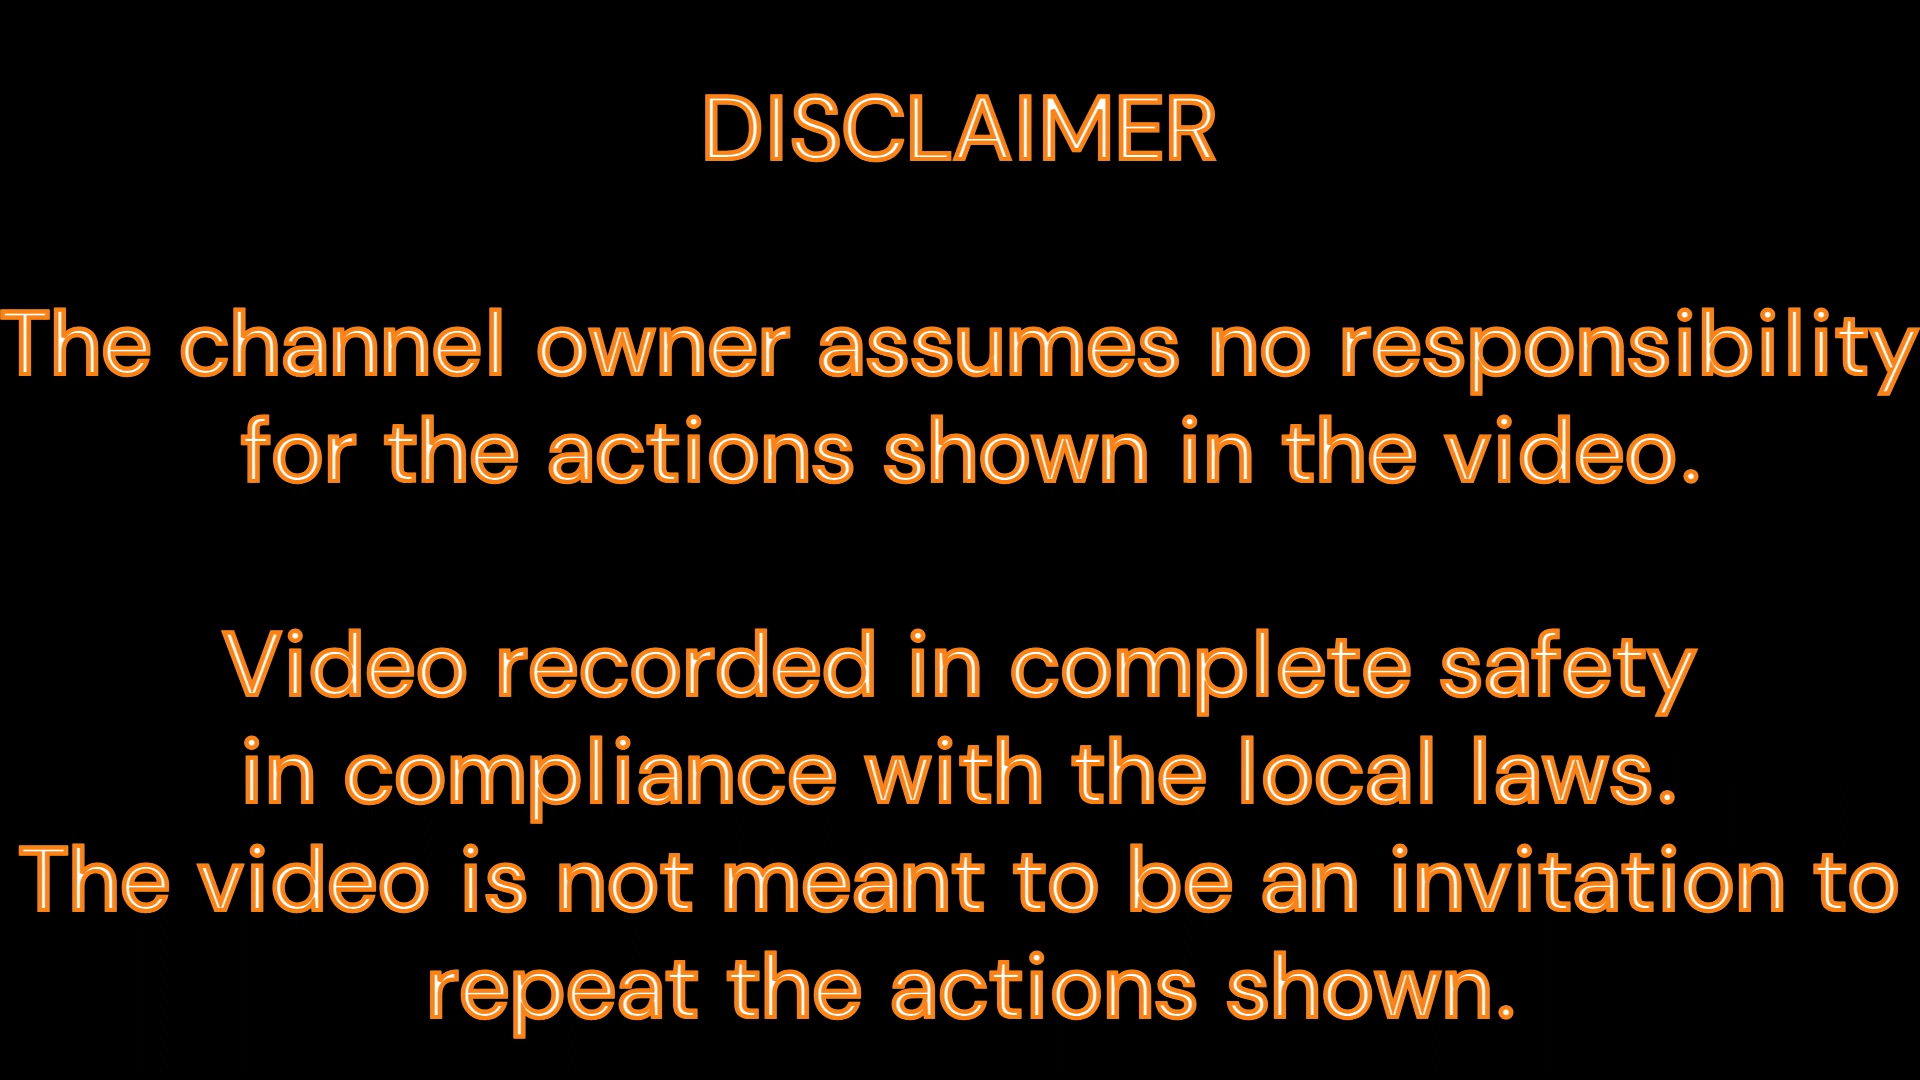 DISCLAIMER
The channel owner assumes no responsibility
for the actions shown in the video.
Video recorded in complete safety
in compliance with the local laws.
The video is not meant to be an invitation to
repeat the actions shown.